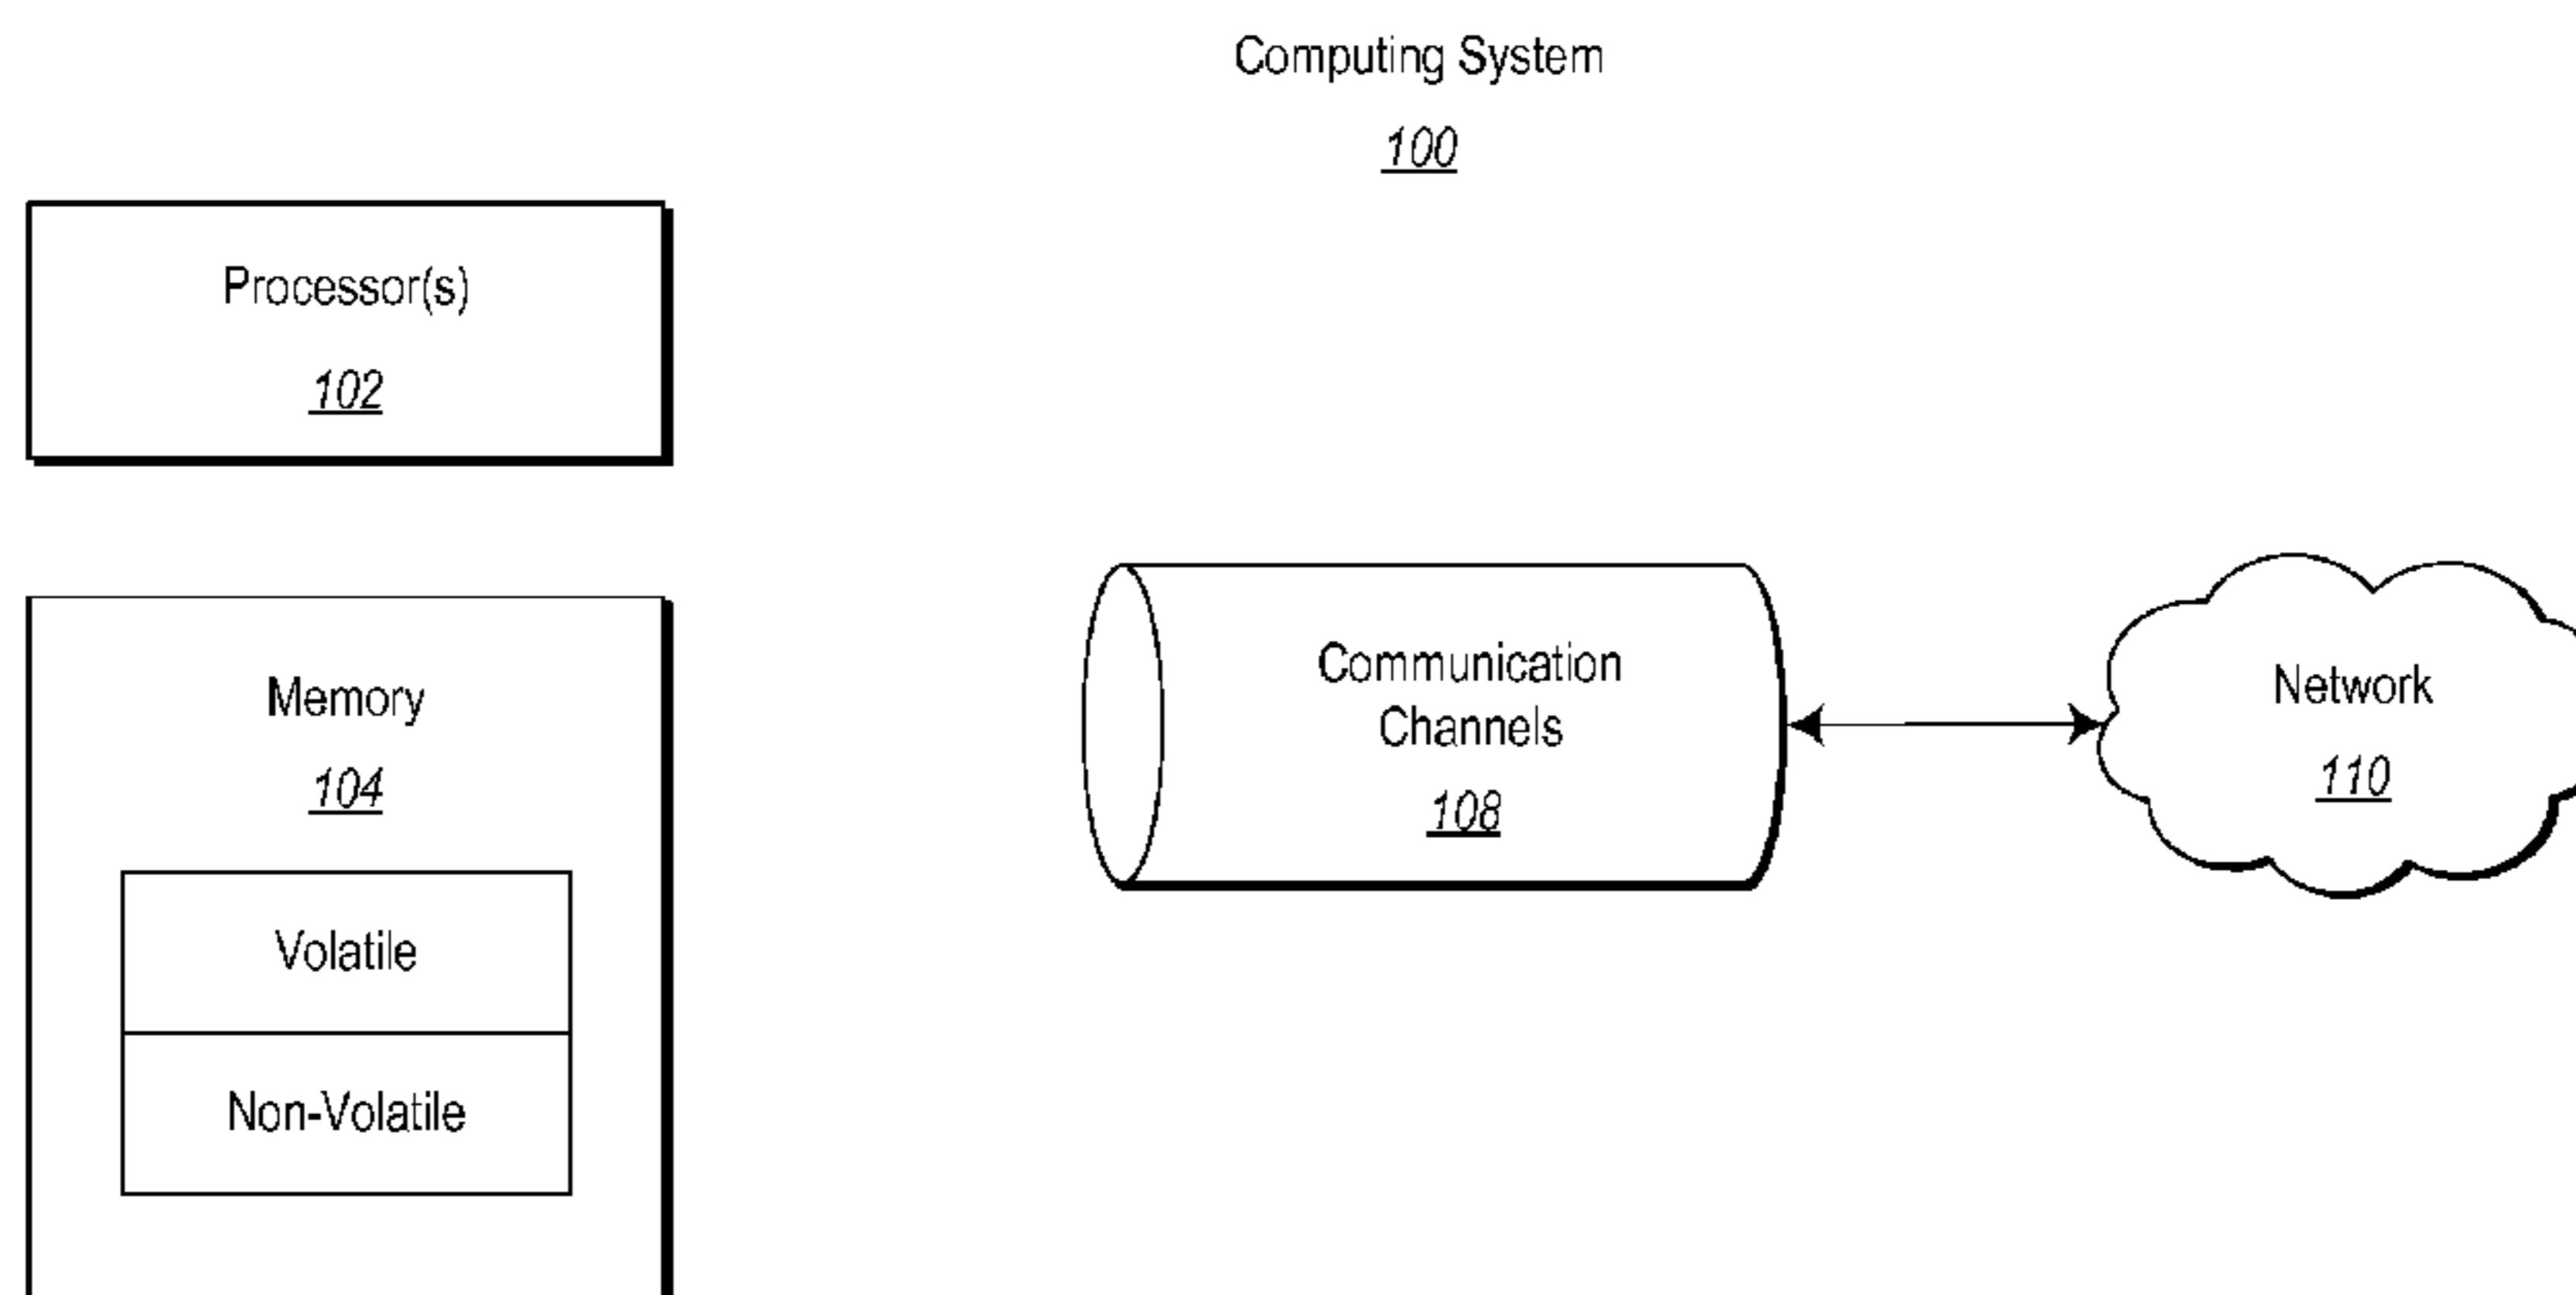 Computing System
100
Processor(s)
102
Memory
104
Volatile
Non-Volatile
Communication
Channels
108
Network
110